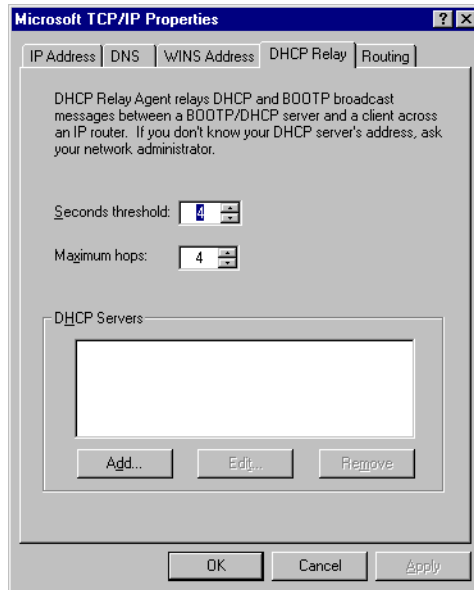 Microsoft TCP/IP Properties
? X
IP Address DNS WINS Address DHCP Relay Routing
DHCP Relay Agent relays DHCP and BOOTP broadcast
messages between a BOOTP/DHCP server and a client across
an IP router. If you don't know your DHCP server's address, ask
your network administrator.
Seconds threshold: 4
Maximum hops: 4
DHCP Servers
Add... Edit... Remove
OK Cancel Apply